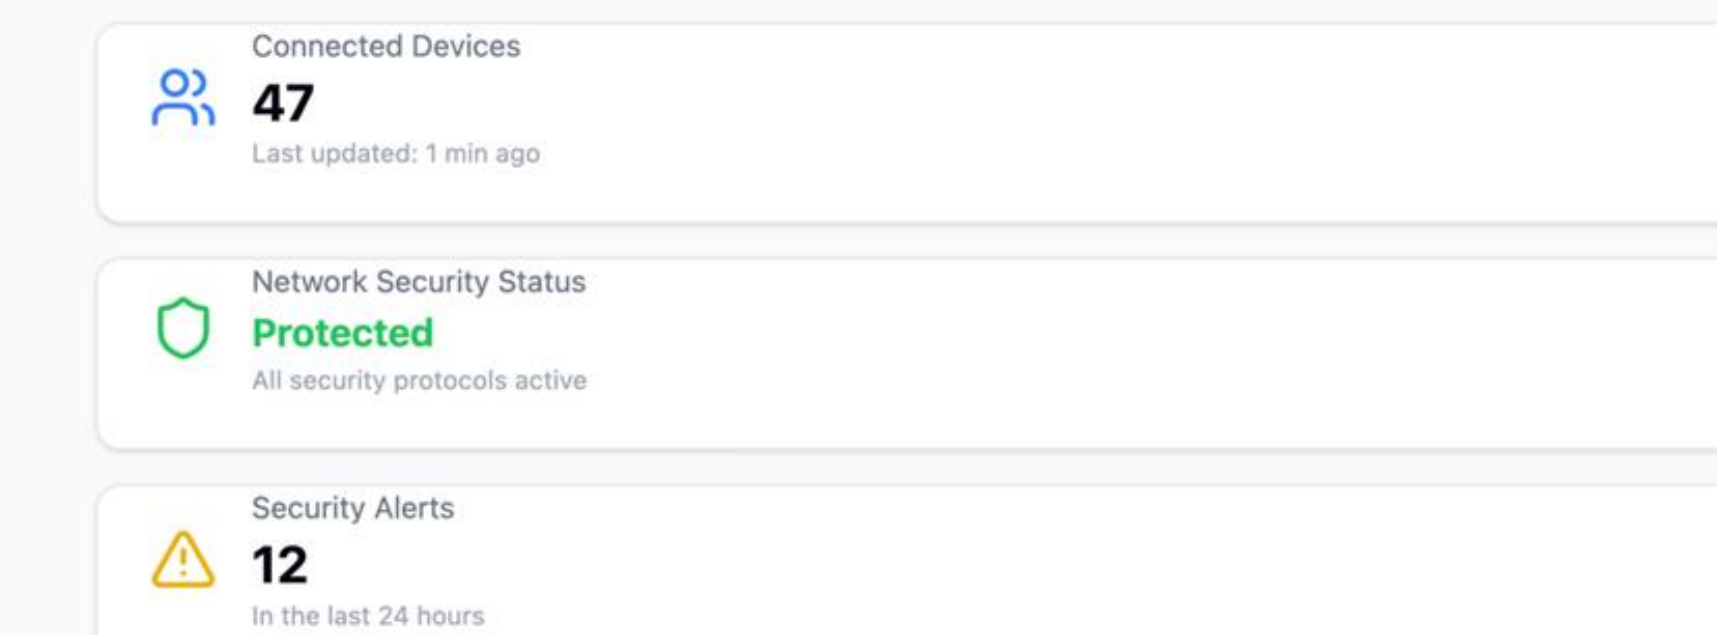 Connected Devices
47
Last updated: 1 min ago
Network Security Status
Protected
All security protocols active
Security Alerts
12
In the last 24 hours